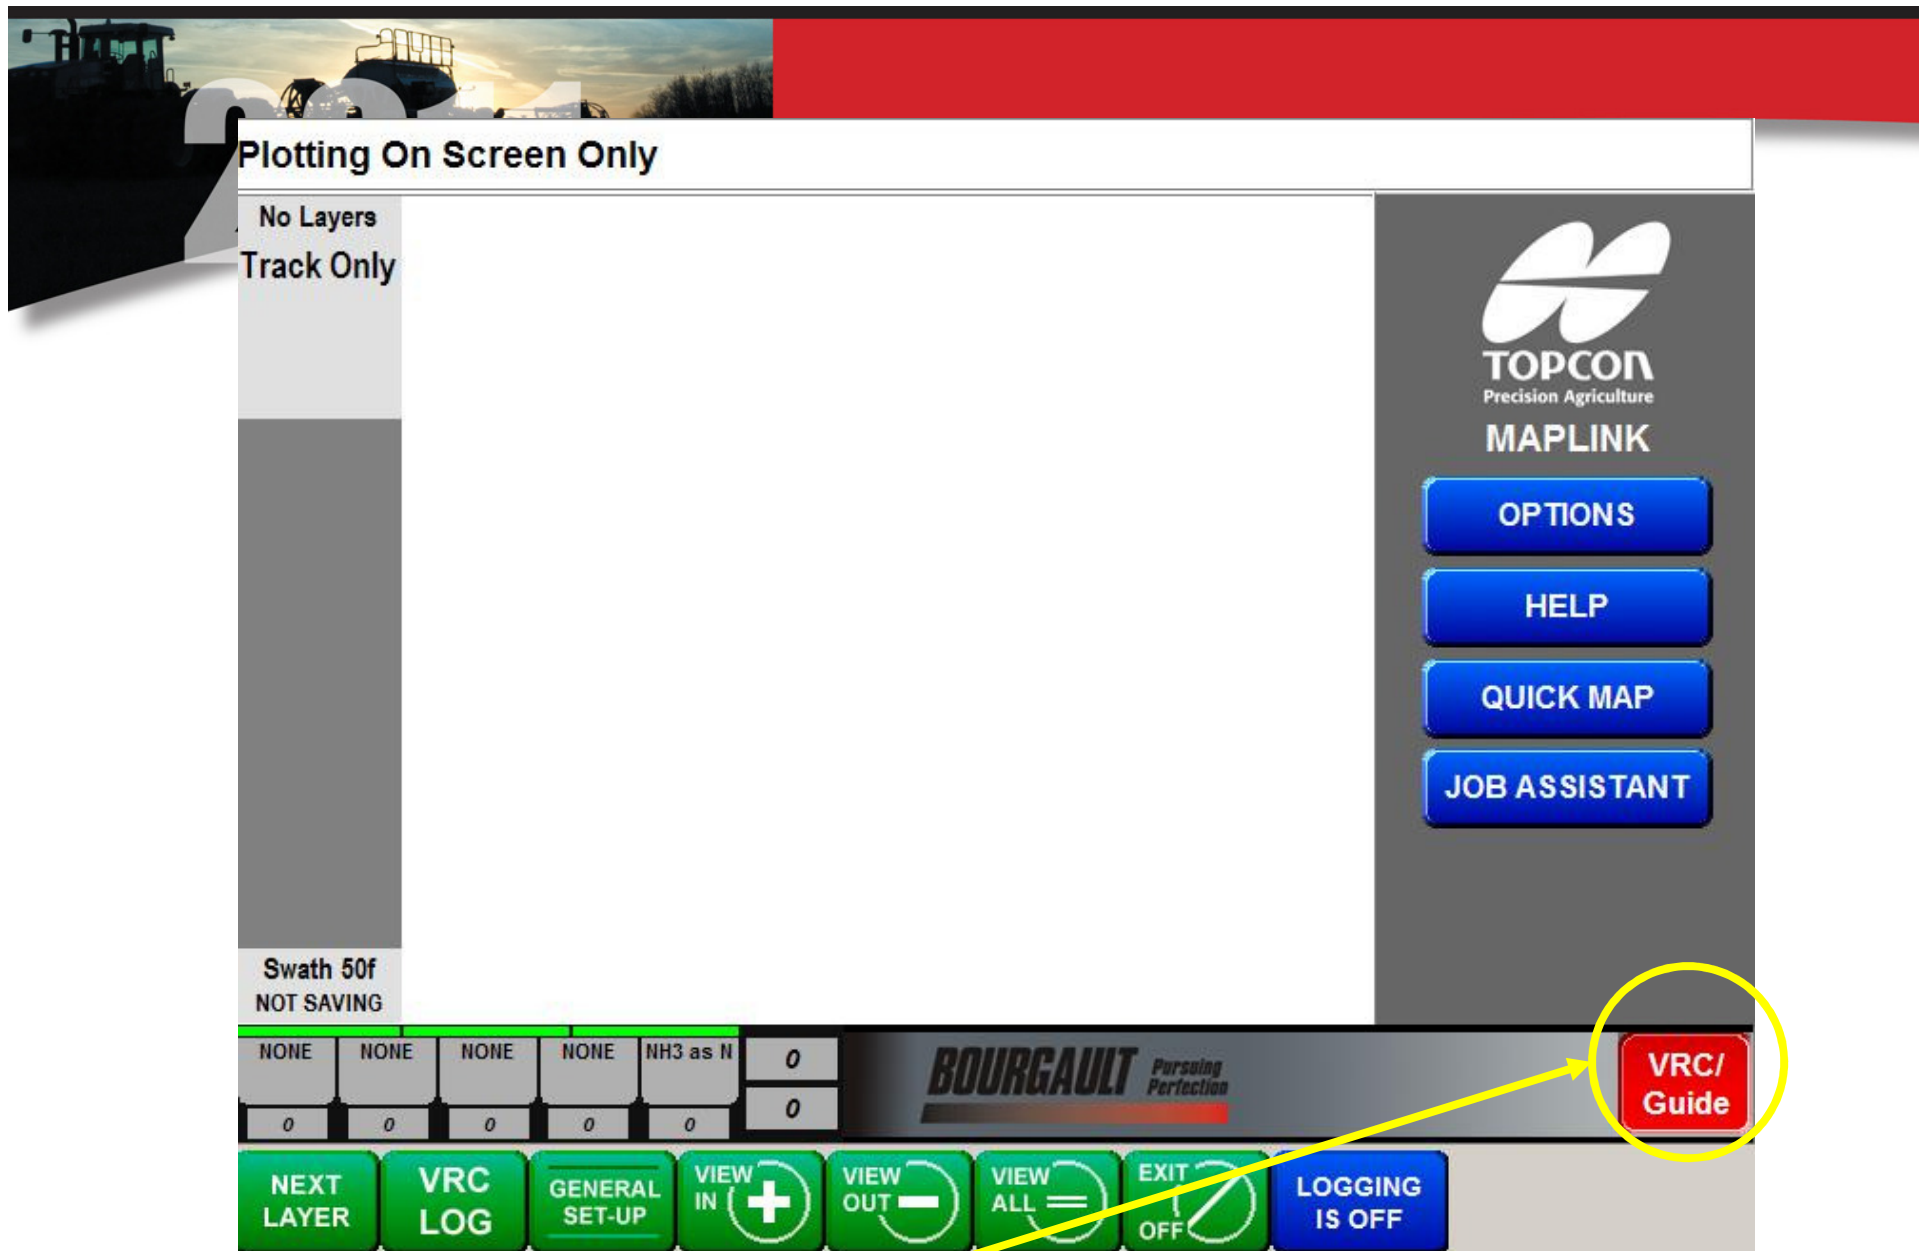 2011
Plotting On Screen Only
No Layers
Track Only
TOPCON
Precision Agriculture
MAPLINK
OPTIONS
HELP
QUICK MAP
JOB ASSISTANT
Swath 50f
NOT SAVING
NONE NONE NONE NONE NH3 as N 0
0 0 0 0 0 0
BOURGAULT Pursuing
Perfection
VRC/
Guide
NEXT
LAYER
VRC
LOG
GENERAL
SET-UP
VIEW
IN
VIEW
OUT
VIEW
ALL
EXIT
OFF
LOGGING
IS OFF